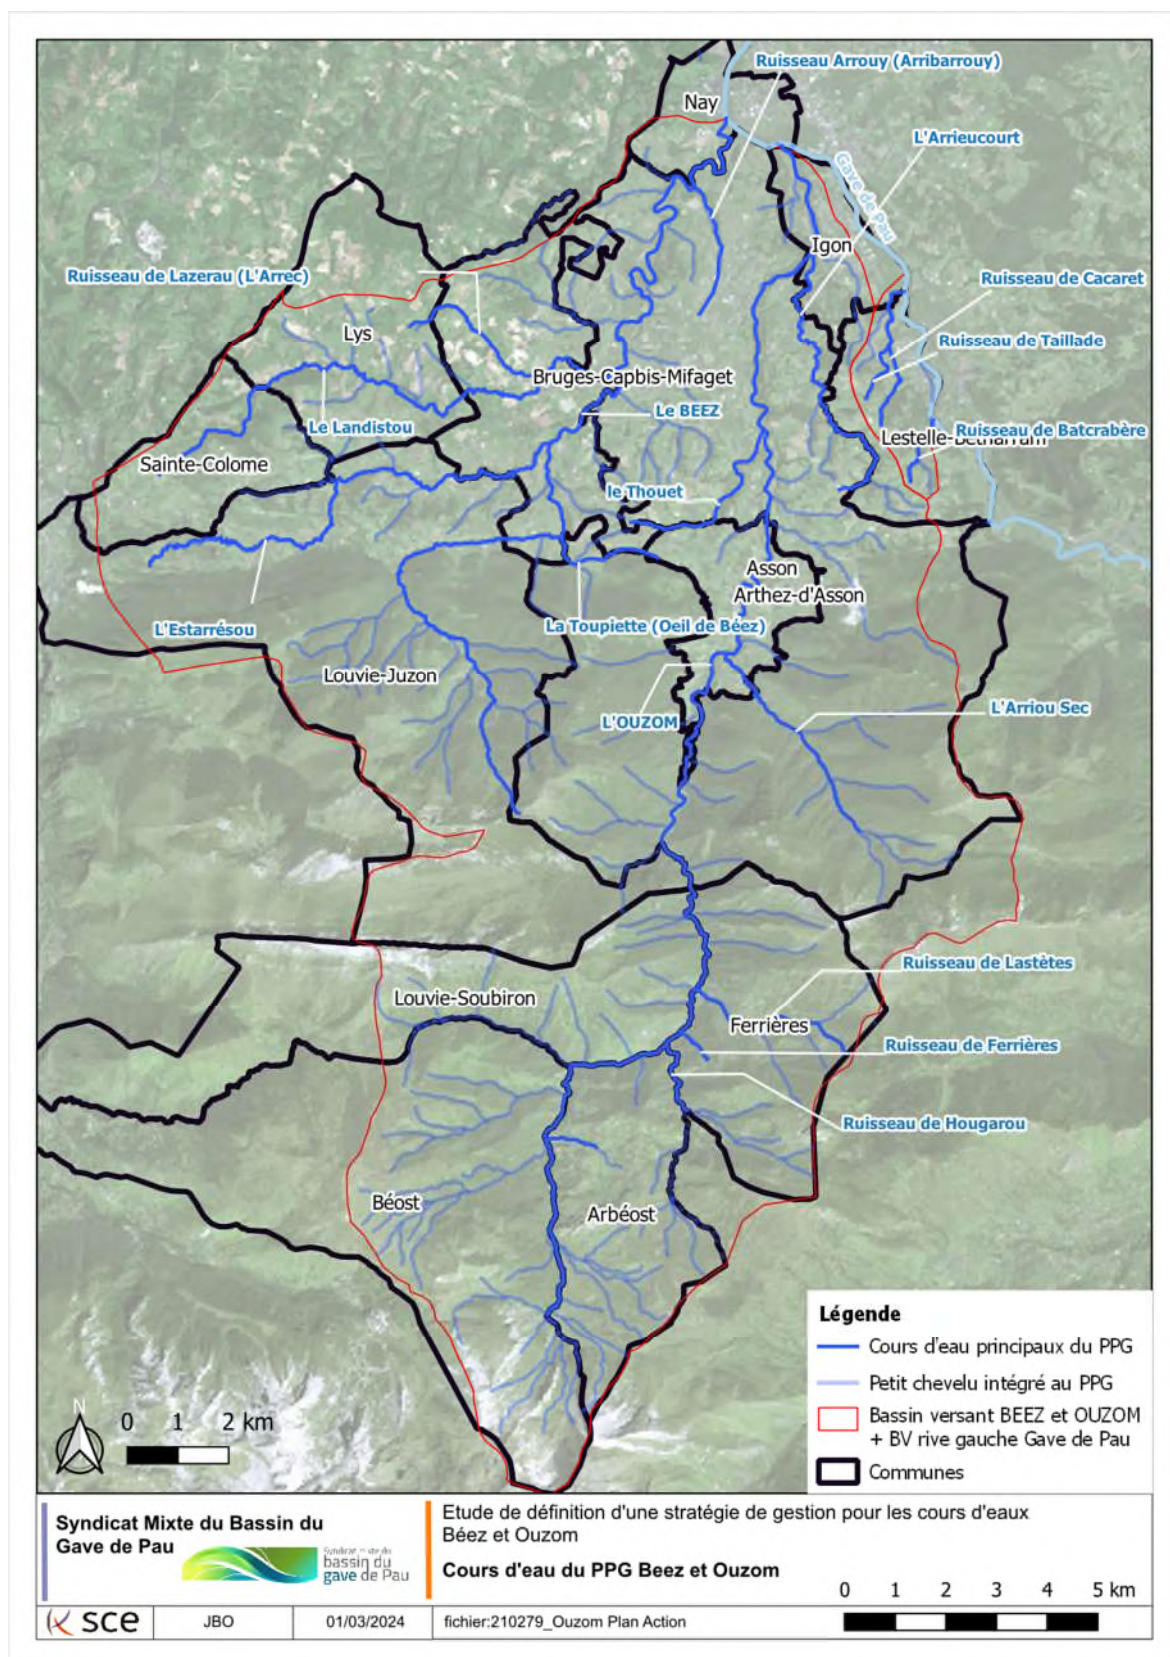 Ruisseau Arrouy (Arribarrouy)
Nay
L'Arrieucourt
Gave de Pau
Igon
Ruisseau de Lazerau (L'Arrec)
Ruisseau de Cacaret
Lys
Ruisseau de Taillade
Bruges-Capbis-Mifaget
Le BEEZ
Le Landistou
Ruisseau de Batcrabère
Lestelle-Bétharram
Sainte-Colome
le Thouet
Asson
Arthez-d'Asson
L'Estarrésou
La Toupiette (Oeil de Béez)
Louvie-Juzon
L'OUZOM
L'Arriou Sec
Ruisseau de Lastètes
Louvie-Soubiron
Ferrières
Ruisseau de Ferrières
Ruisseau de Hougarou
Béost
Arbéost
Légende
Cours d'eau principaux du PPG
Petit chevelu intégré au PPG
Bassin versant BEEZ et OUZOM
+ BV rive gauche Gave de Pau
Communes
N
0 1 2 km
Syndicat Mixte du Bassin du
Gave de Pau
Syndicat mixte du
bassin du
gave de Pau
Etude de définition d'une stratégie de gestion pour les cours d'eaux
Béez et Ouzom
Cours d'eau du PPG Beez et Ouzom
0 1 2 3 4 5 km
sce
JBO
01/03/2024
fichier:210279_Ouzom Plan Action